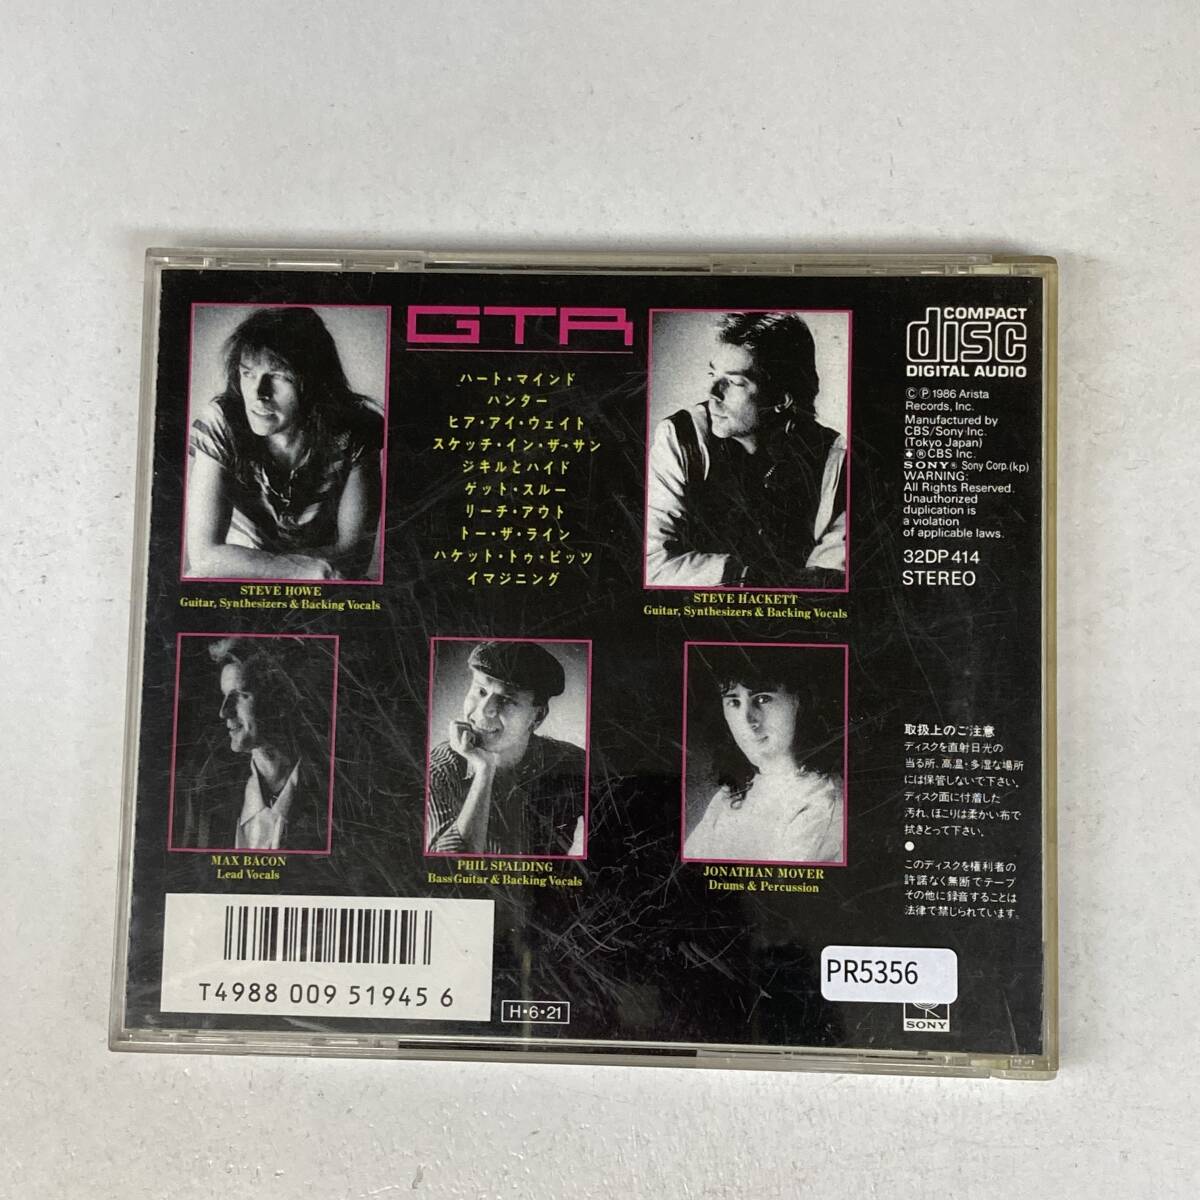 GTR
ハート・マインド
ハンター
ヒア・アイ・ウェイト
スケッチ・イン・ザ・サン
ジキルとハイド
ゲット・スルー
リーチ・アウト
トー・ザ・ライン
ハケット・トゥ・ビッツ
イマジニング
STEVE HOWE
Guitar, Synthesizers & Backing Vocals
STEVE HACKETT
Guitar, Synthesizers & Backing Vocals
MAX BACON
Lead Vocals
PHIL SPALDING
Bass Guitar & Backing Vocals
JONATHAN MOVER
Drums & Percussion
COMPACT
disc
DIGITAL AUDIO
Ⓒ Ⓟ 1986 Arista
Records, Inc.
Manufactured by
CBS/Sony Inc.
(Tokyo Japan)
® CBS Inc.
SONY® Sony Corp.(kp)
WARNING:
All Rights Reserved.
Unauthorized
duplication is
a violation
of applicable laws.
32DP 414
STEREO
取扱上のご注意
ディスクを直射日光の
当る所、高温・多湿な場所
には保管しないで下さい。
ディスク面に付着した
汚れ、ほこりは柔かい布で
拭きとって下さい。
●
このディスクを権利者の
許諾なく無断でテープ
その他に録音することは
法律で禁じられています。
T4988 009 51945 6
H・6・21
PR5356
SONY